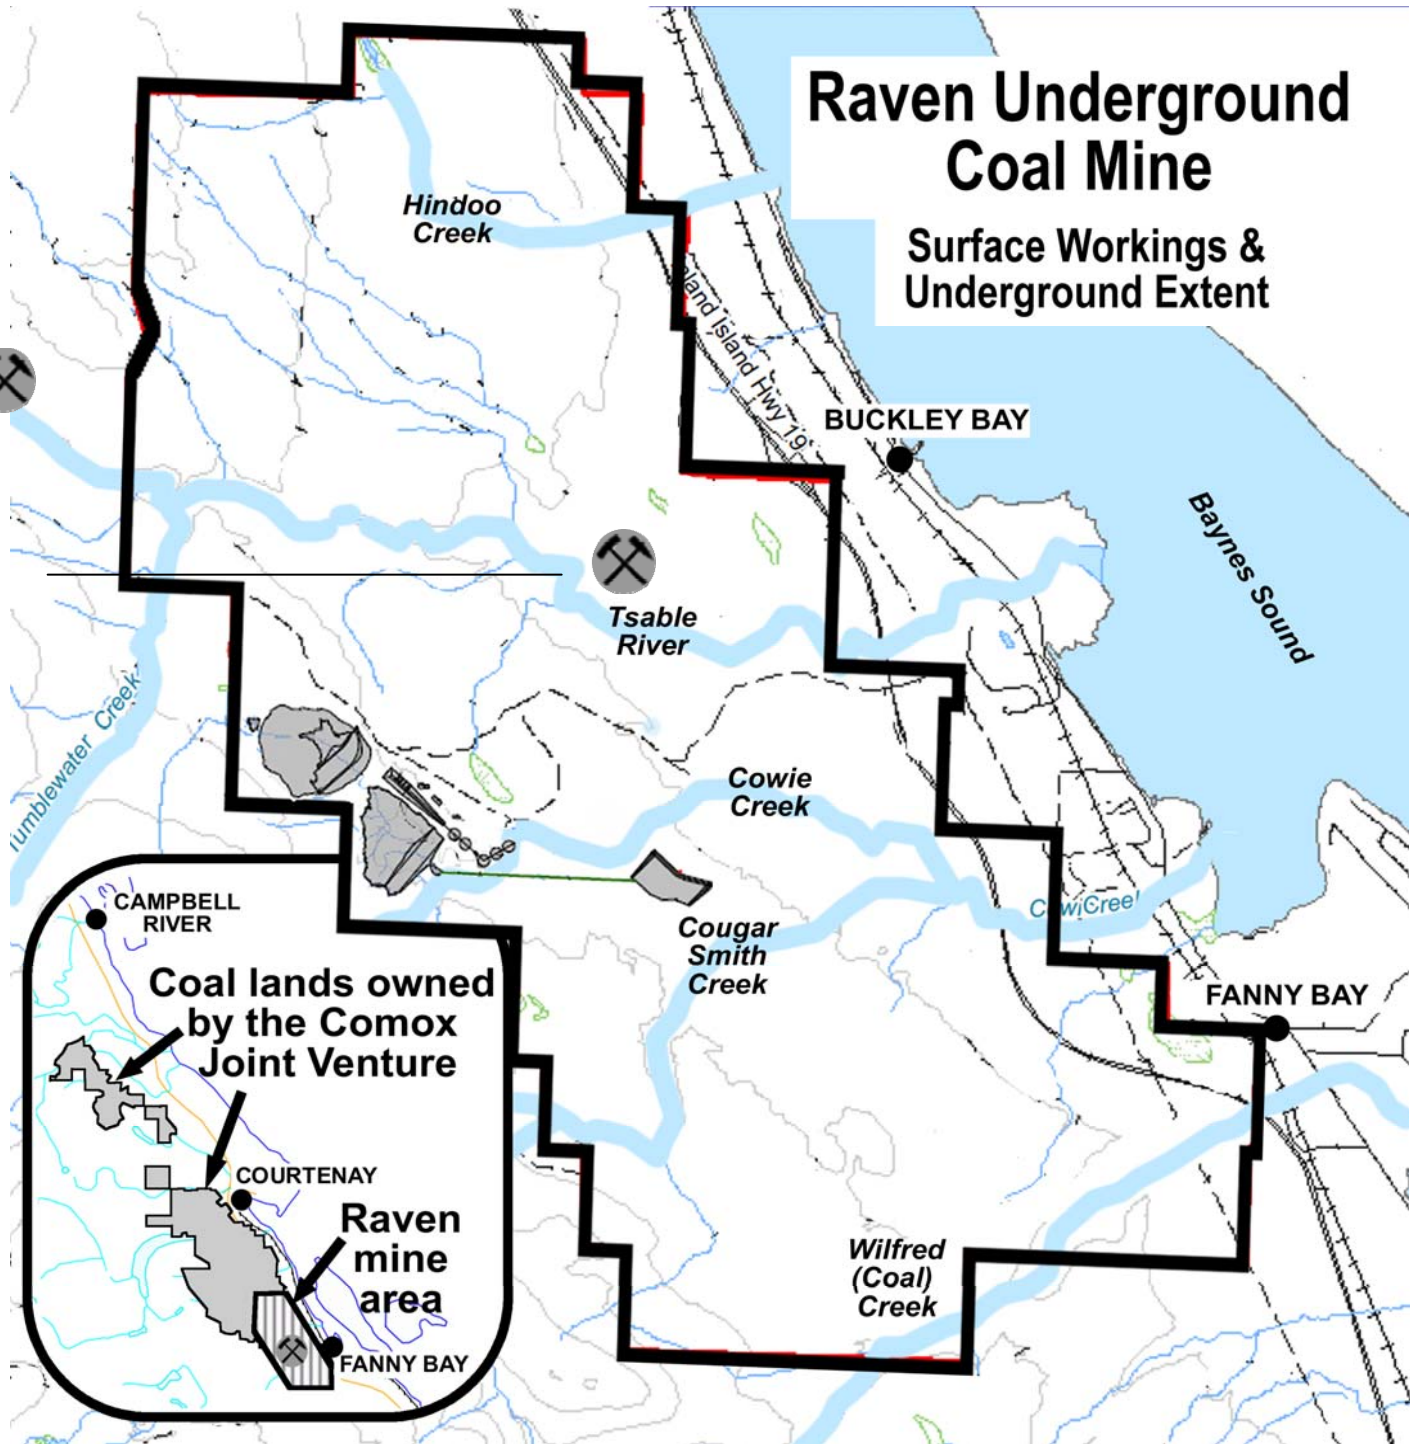 Raven Underground
Coal Mine
Surface Workings &
Underground Extent
Hindoo
Creek
Island Hwy 19
BUCKLEY BAY
Baynes Sound
Tsable
River
Creek
Cowie
Creek
Cougar
Smith
Creek
FANNY BAY
Wilfred
(Coal)
Creek
CAMPBELL
RIVER
Coal lands owned
by the Comox
Joint Venture
COURTENAY
Raven
mine
area
FANNY BAY